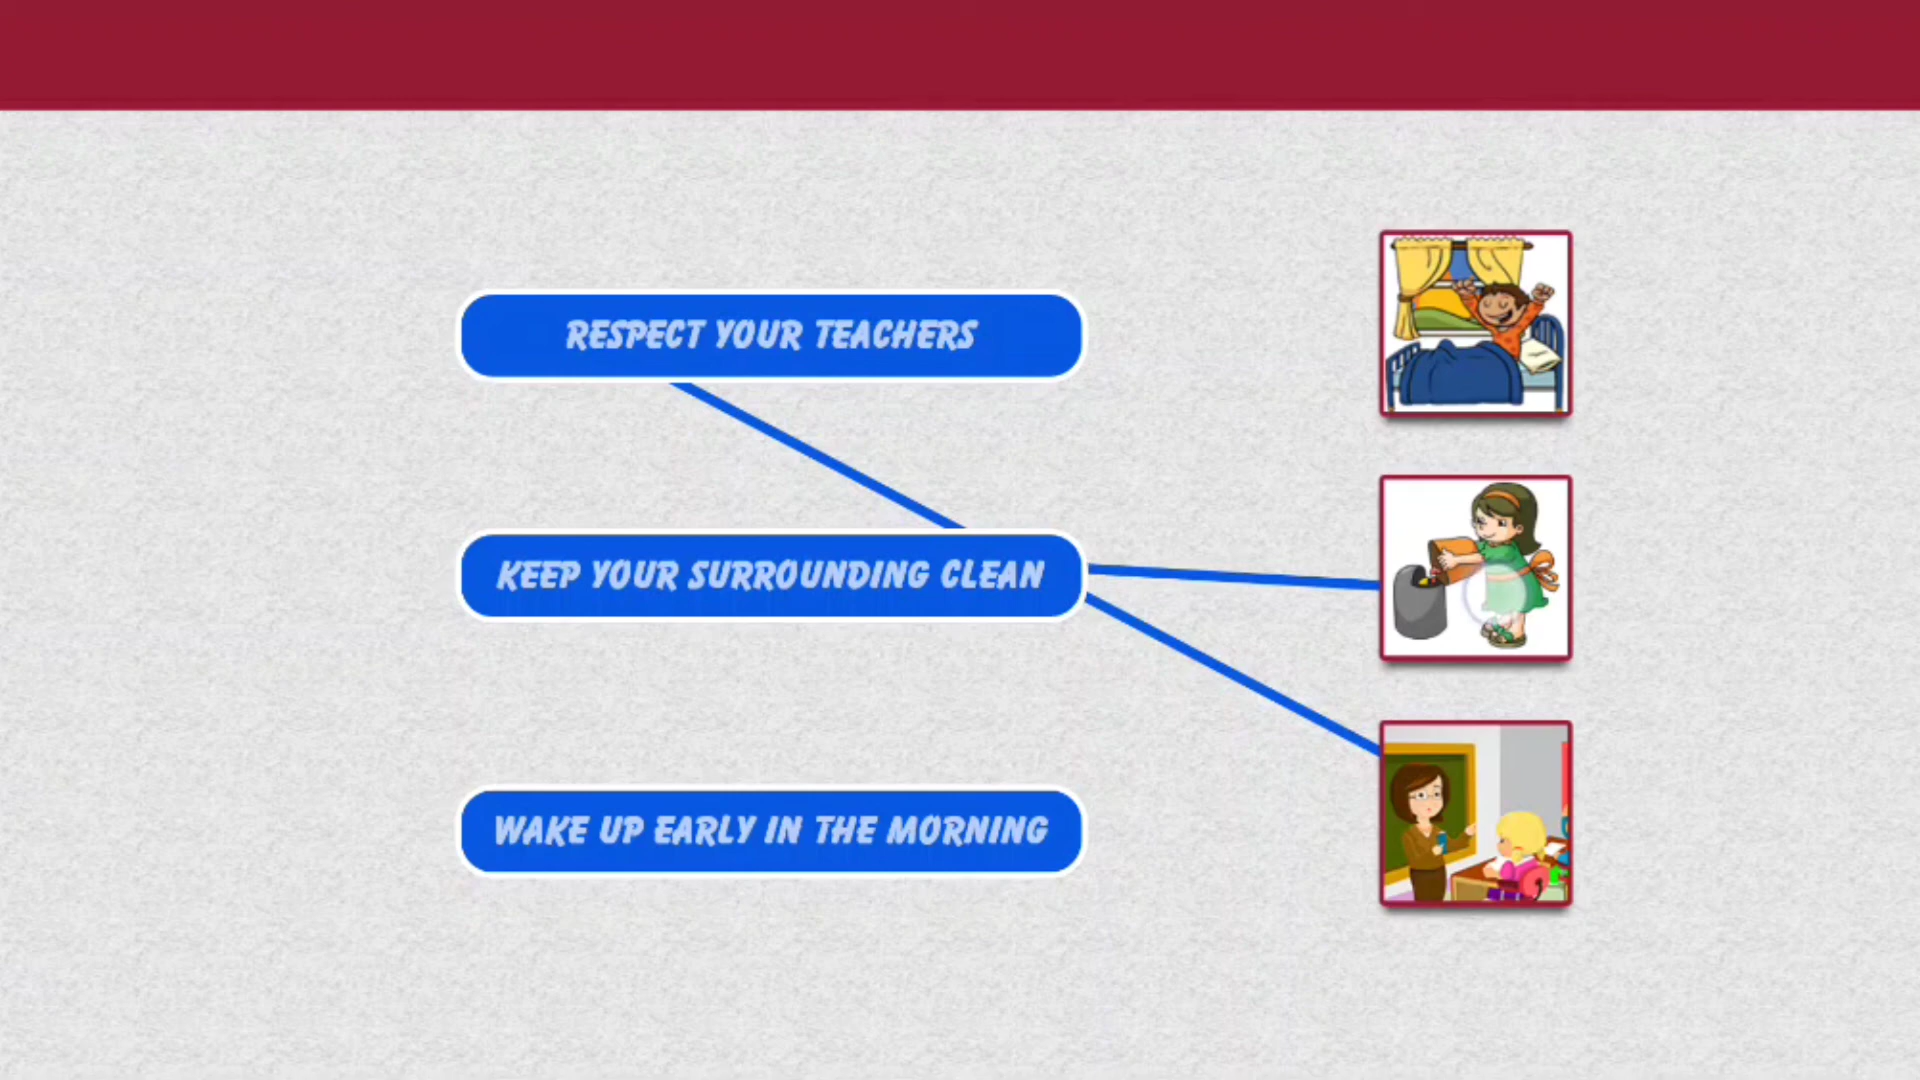 RESPECT YOUR TEACHERS
KEEP YOUR SURROUNDING CLEAN
WAKE UP EARLY IN THE MORNING